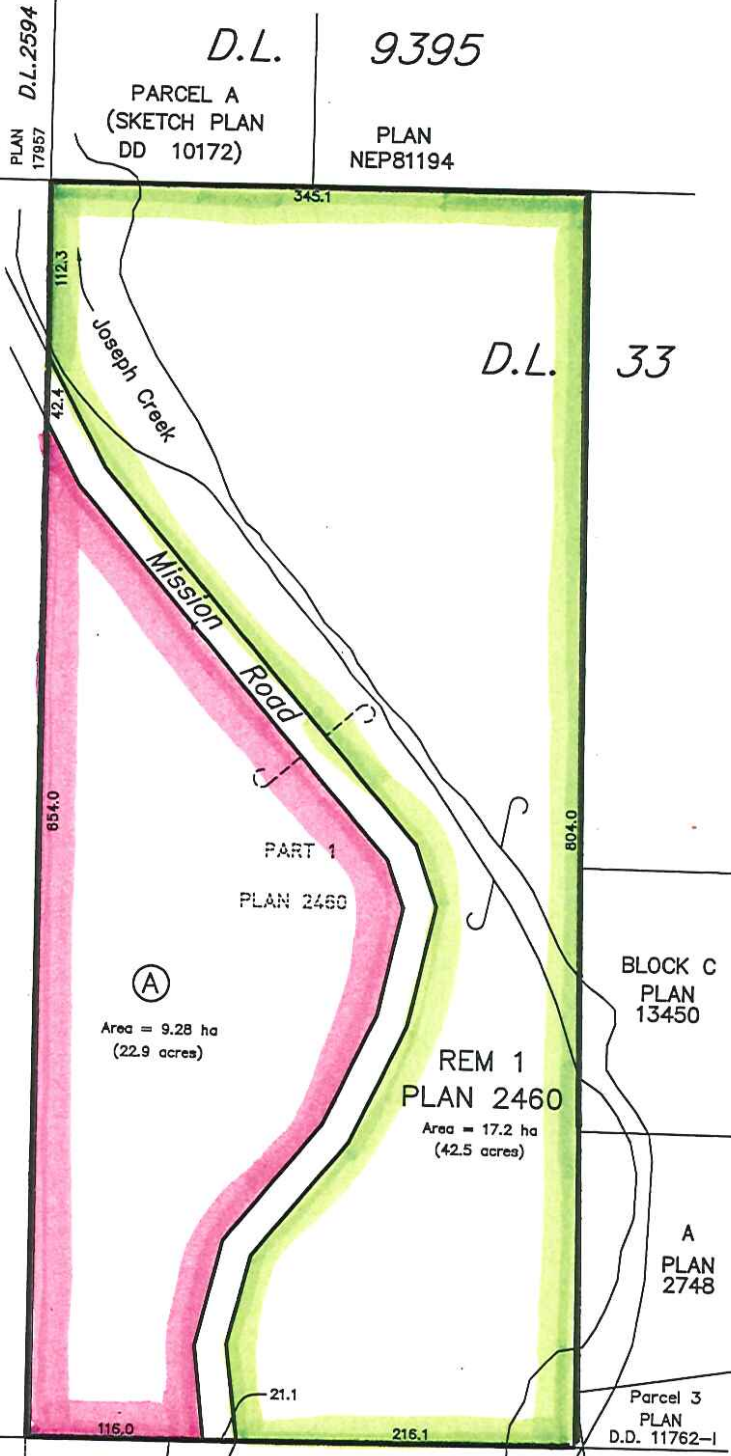 D.L. 2594
PLAN
17957
D.L. 9395
PARCEL A
(SKETCH PLAN
DD 10172)
PLAN
NEP81194
345.1
112.3
Joseph Creek
D.L. 33
42.4
Mission Road
654.0
804.0
PART 1
PLAN 2460
A
Area = 9.28 ha
(22.9 acres)
BLOCK C
PLAN
13450
REM 1
PLAN 2460
Area = 17.2 ha
(42.5 acres)
A
PLAN
2748
21.1
116.0
216.1
Parcel 3
PLAN
D.D. 11762-I